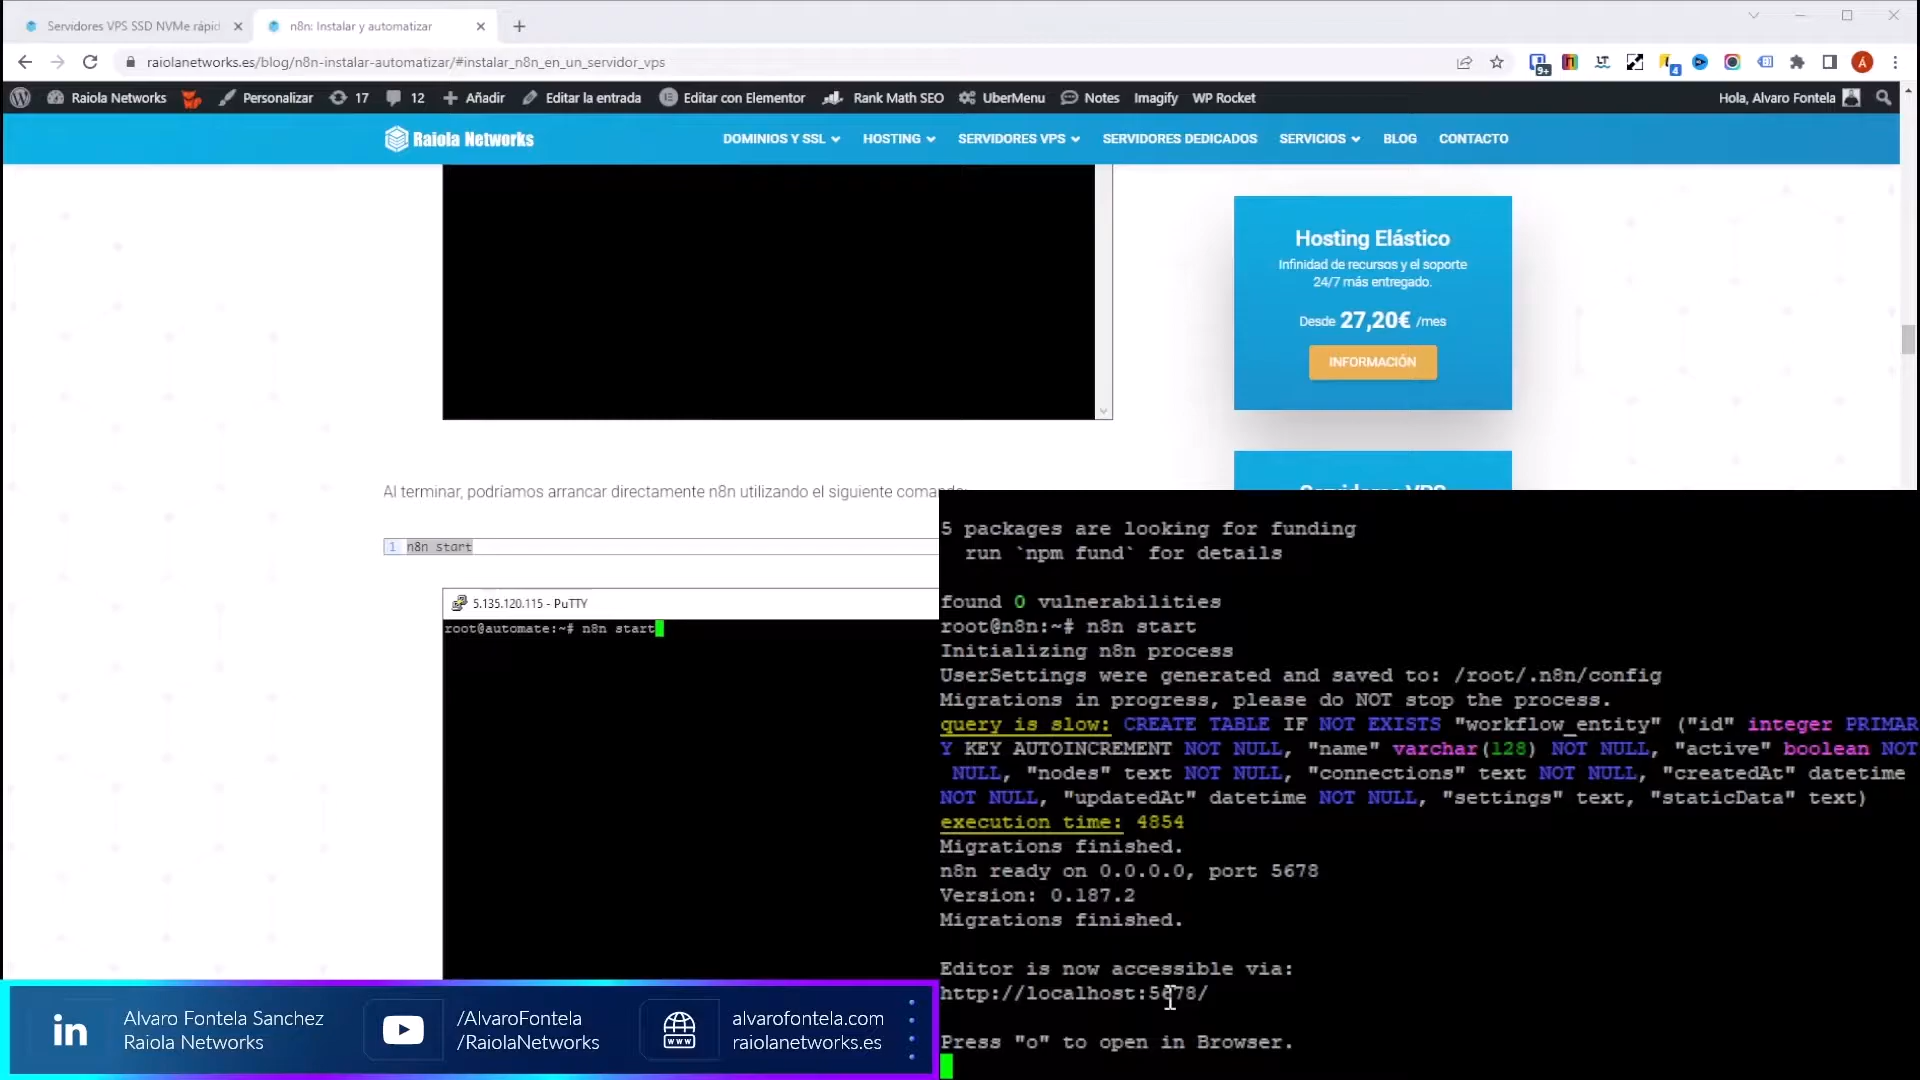 Servidores VPS SSD NVMe rápid
n8n: Instalar y automatizar
raiolanetworks.es/blog/n8n-instalar-automatizar/#instalar_n8n_en_un_servidor_vps
9+
4
Á
Raiola Networks
Personalizar
17
12
Añadir
Editar la entrada
Editar con Elementor
Rank Math SEO
UberMenu
Notes
Imagify
WP Rocket
Hola, Alvaro Fontela
Raiola Networks
DOMINIOS Y SSL
HOSTING
SERVIDORES VPS
SERVIDORES DEDICADOS
SERVICIOS
BLOG
CONTACTO
Hosting Elástico
Infinidad de recursos y el soporte
24/7 más entregado.
Desde 27,20€ /mes
INFORMACIÓN
Servidores VPS
Al terminar, podríamos arrancar directamente n8n utilizando el siguiente comando:
1 n8n start
5.135.120.115 - PuTTY
root@automate:~# n8n start
5 packages are looking for funding
run `npm fund` for details
found 0 vulnerabilities
root@n8n:~# n8n start
Initializing n8n process
UserSettings were generated and saved to: /root/.n8n/config
Migrations in progress, please do NOT stop the process.
query is slow: CREATE TABLE IF NOT EXISTS "workflow_entity" ("id" integer PRIMAR
Y KEY AUTOINCREMENT NOT NULL, "name" varchar(128) NOT NULL, "active" boolean NOT
NULL, "nodes" text NOT NULL, "connections" text NOT NULL, "createdAt" datetime
NOT NULL, "updatedAt" datetime NOT NULL, "settings" text, "staticData" text)
execution time: 4854
Migrations finished.
n8n ready on 0.0.0.0, port 5678
Version: 0.187.2
Migrations finished.
Editor is now accessible via:
http://localhost:5678/
Press "o" to open in Browser.
in
Alvaro Fontela Sanchez
Raiola Networks
/AlvaroFontela
/RaiolaNetworks
www
alvarofontela.com
raiolanetworks.es